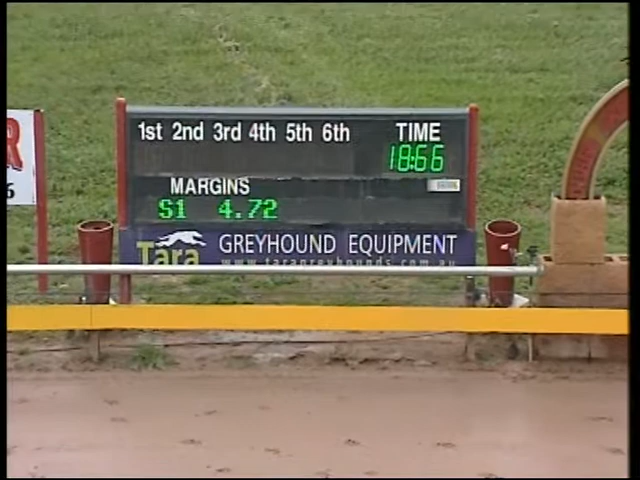 1st 2nd 3rd 4th 5th 6th TIME
18:66
MARGINS
S1 4.72
Tara GREYHOUND EQUIPMENT
www.taragreyhounds.com.au
R
6